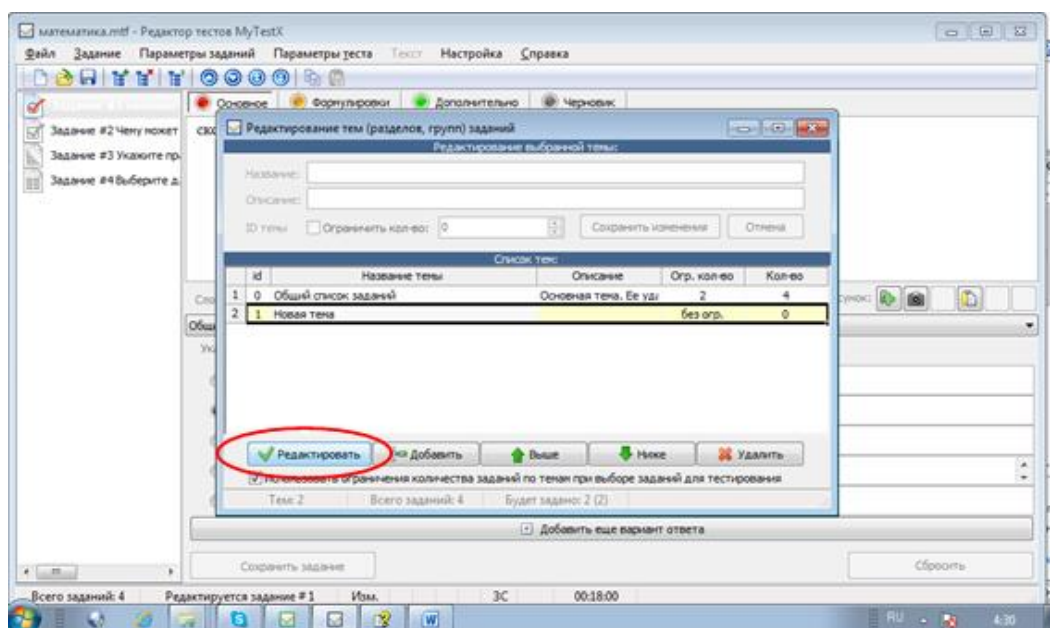 математика.mtf - Редактор тестов MyTestX
Файл Задание Параметры заданий Параметры теста Текст Настройка Справка
Основное Формулировки Дополнительно Черновик
Задание #2 Чему может
Задание #3 Укажите пр
Задание #4 Выберите д
Редактирование тем (разделов, групп) заданий
Редактирование выбранной темы:
Название:
Описание:
ID темы Ограничить кол-во: 0 Сохранить изменения Отмена
Список тем:
id Название темы Описание Огр. кол-во Кол-во
1 0 Общий список заданий Основная тема. Ее уда 2 4
2 1 Новая тема без огр. 0
Редактировать Добавить Выше Ниже Удалить
Использовать ограничения количества заданий по темам при выборе заданий для тестирования
Тем: 2 Всего заданий: 4 Будет задано: 2 (2)
Добавить еще вариант ответа
Сохранить задание Сбросить
Всего заданий: 4 Редактируется задание # 1 Изм. ЗС 00:18:00
RU 4:30